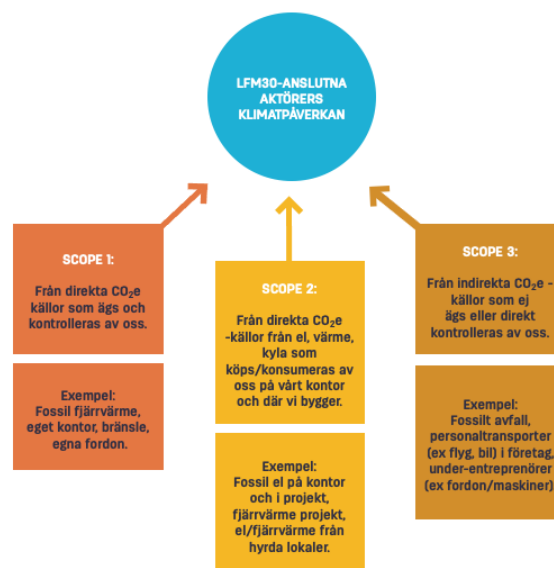 LFM30-ANSLUTNA
AKTÖRERS
KLIMATPÅVERKAN
SCOPE 1:
Från direkta CO₂e
källor som ägs och
kontrolleras av oss.
Exempel:
Fossil fjärrvärme,
eget kontor, bränsle,
egna fordon.
SCOPE 2:
Från direkta CO₂e
-källor från el, värme,
kyla som
köps/konsumeras av
oss på vårt kontor
och där vi bygger.
Exempel:
Fossil el på kontor
och i projekt,
fjärrvärme projekt,
el/fjärrvärme från
hyrda lokaler.
SCOPE 3:
Från indirekta CO₂e -
källor som ej
ägs eller direkt
kontrolleras av oss.
Exempel:
Fossilt avfall,
personaltransporter
(ex flyg, bil) i företag,
under-entreprenörer
(ex fordon/maskiner).